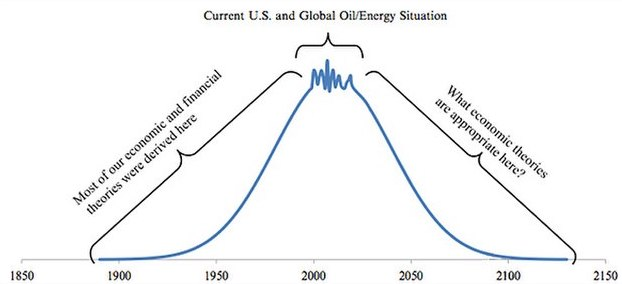 Current U.S. and Global Oil/Energy Situation
Most of our economic and financial
theories were derived here
What economic theories
are appropriate here?
1850 1900 1950 2000 2050 2100 2150